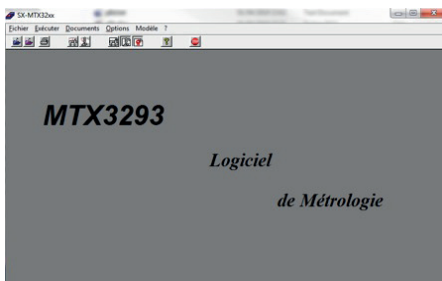 SX-MTX32xx
Fichier Exécuter Documents Options Modèle ?
MTX3293
Logiciel
de Métrologie